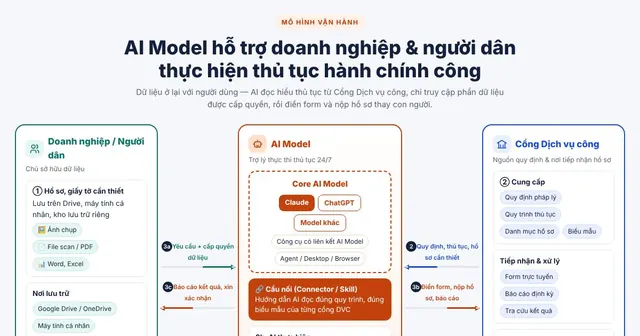 MÔ HÌNH VẬN HÀNH
AI Model hỗ trợ doanh nghiệp & người dân
thực hiện thủ tục hành chính công
Dữ liệu ở lại với người dùng — AI đọc hiểu thủ tục từ Cổng Dịch vụ công, chỉ truy cập phần dữ liệu
được cấp quyền, rồi điền form và nộp hồ sơ thay con người.
Doanh nghiệp / Người
dân
Chủ sở hữu dữ liệu
① Hồ sơ, giấy tờ cần thiết
Lưu trên Drive, máy tính cá
nhân, kho lưu trữ riêng
Ảnh chụp
File scan / PDF
Word, Excel
Nơi lưu trữ
Google Drive / OneDrive
Máy tính cá nhân
3a Yêu cầu + cấp quyền
dữ liệu
3c Báo cáo kết quả, xin
xác nhận
AI Model
Trợ lý thực thi thủ tục 24/7
Core AI Model
Claude
ChatGPT
Model khác
Công cụ có liên kết AI Model
Agent / Desktop / Browser
Cầu nối (Connector / Skill)
Hướng dẫn AI đọc đúng quy trình, đúng
biểu mẫu của từng cổng DVC
2 Quy định, thủ tục, hồ
sơ cần thiết
3b Điền form, nộp hồ
sơ, báo cáo
Cổng Dịch vụ công
Nguồn quy định & nơi tiếp nhận hồ sơ
② Cung cấp
Quy định pháp lý
Quy trình thủ tục
Danh mục hồ sơ
Biểu mẫu
Tiếp nhận & xử lý
Form trực tuyến
Báo cáo định kỳ
Tra cứu kết quả